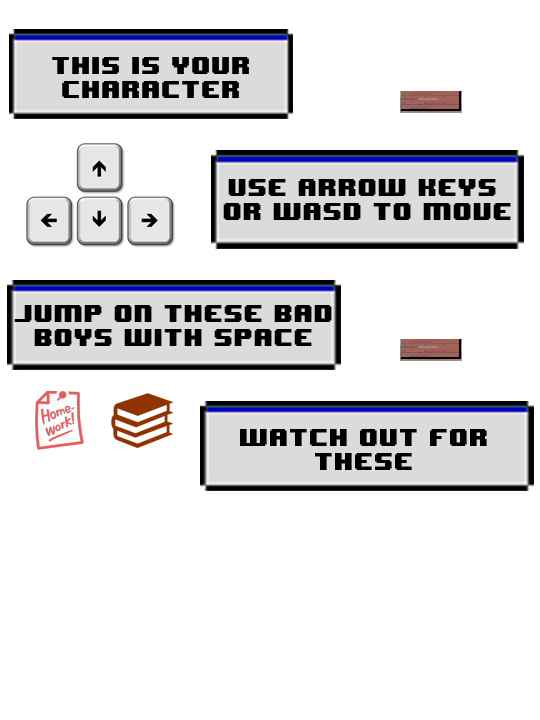 THIS IS YOUR
CHARACTER
USE ARROW KEYS
OR WASD TO MOVE
JUMP ON THESE BAD
BOYS WITH SPACE
Home-
work!
WATCH OUT FOR
THESE